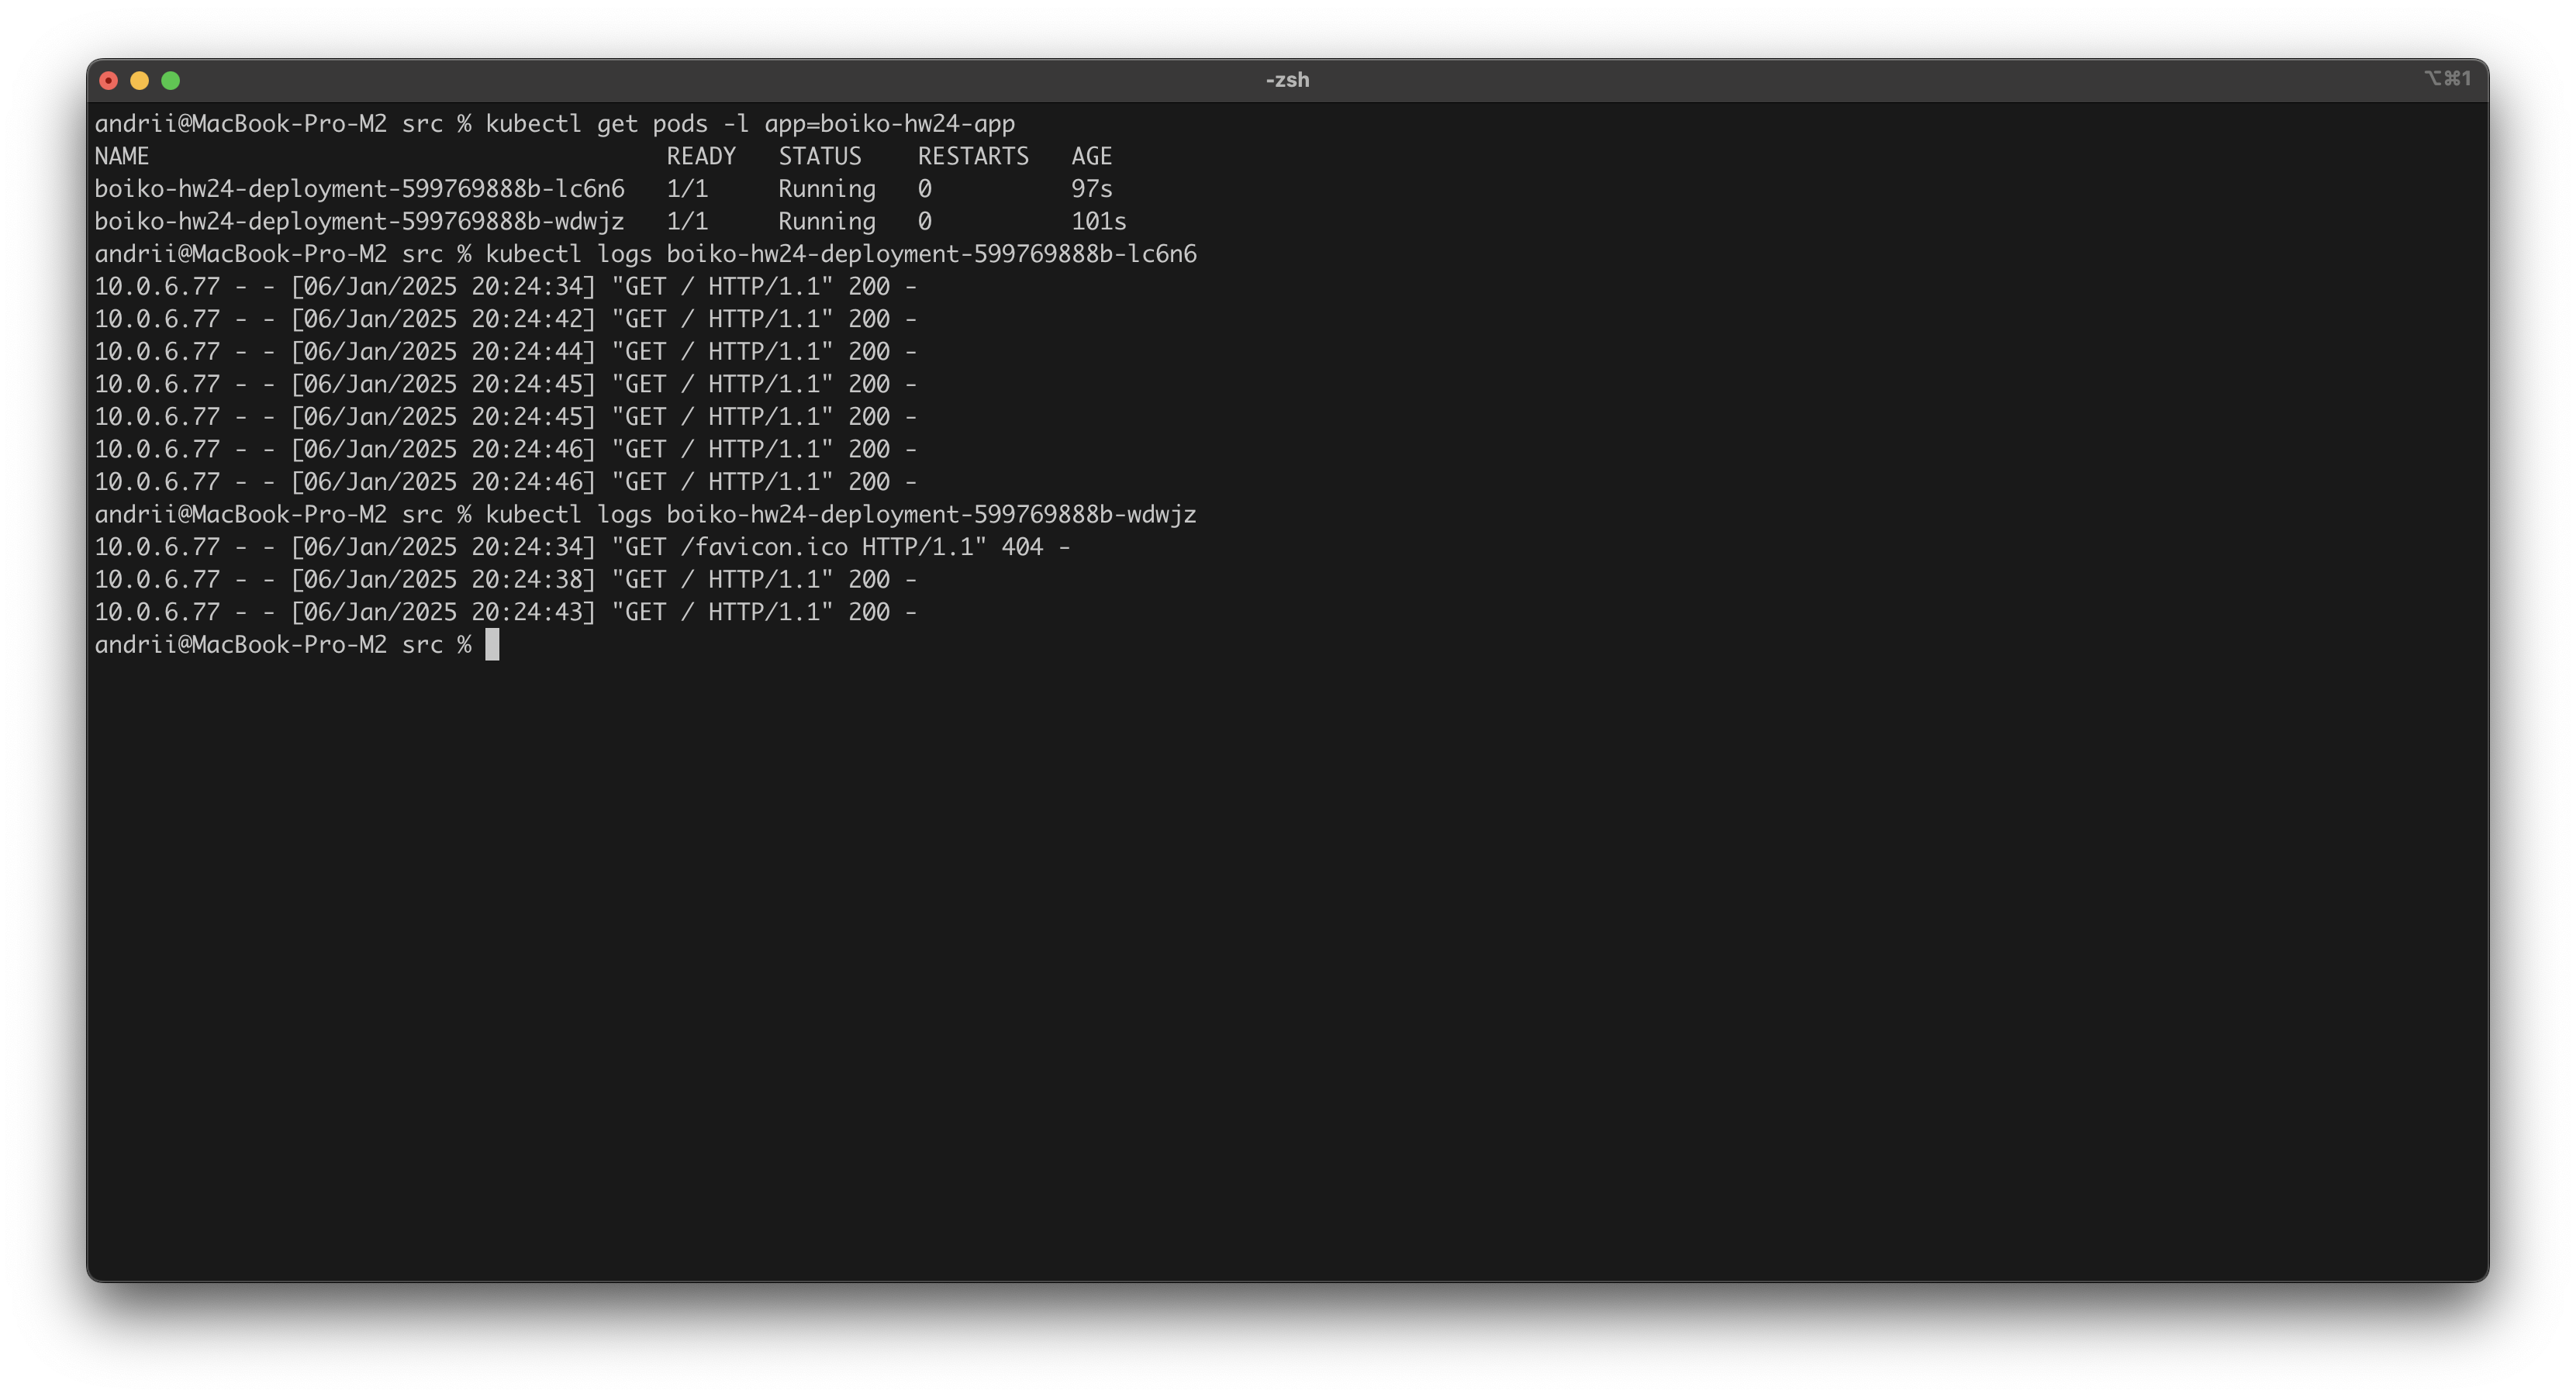 -zsh ⌥⌘1
andrii@MacBook-Pro-M2 src % kubectl get pods -l app=boiko-hw24-app
NAME                                     READY   STATUS    RESTARTS   AGE
boiko-hw24-deployment-599769888b-lc6n6   1/1     Running   0          97s
boiko-hw24-deployment-599769888b-wdwjz   1/1     Running   0          101s
andrii@MacBook-Pro-M2 src % kubectl logs boiko-hw24-deployment-599769888b-lc6n6
10.0.6.77 - - [06/Jan/2025 20:24:34] "GET / HTTP/1.1" 200 -
10.0.6.77 - - [06/Jan/2025 20:24:42] "GET / HTTP/1.1" 200 -
10.0.6.77 - - [06/Jan/2025 20:24:44] "GET / HTTP/1.1" 200 -
10.0.6.77 - - [06/Jan/2025 20:24:45] "GET / HTTP/1.1" 200 -
10.0.6.77 - - [06/Jan/2025 20:24:45] "GET / HTTP/1.1" 200 -
10.0.6.77 - - [06/Jan/2025 20:24:46] "GET / HTTP/1.1" 200 -
10.0.6.77 - - [06/Jan/2025 20:24:46] "GET / HTTP/1.1" 200 -
andrii@MacBook-Pro-M2 src % kubectl logs boiko-hw24-deployment-599769888b-wdwjz
10.0.6.77 - - [06/Jan/2025 20:24:34] "GET /favicon.ico HTTP/1.1" 404 -
10.0.6.77 - - [06/Jan/2025 20:24:38] "GET / HTTP/1.1" 200 -
10.0.6.77 - - [06/Jan/2025 20:24:43] "GET / HTTP/1.1" 200 -
andrii@MacBook-Pro-M2 src %